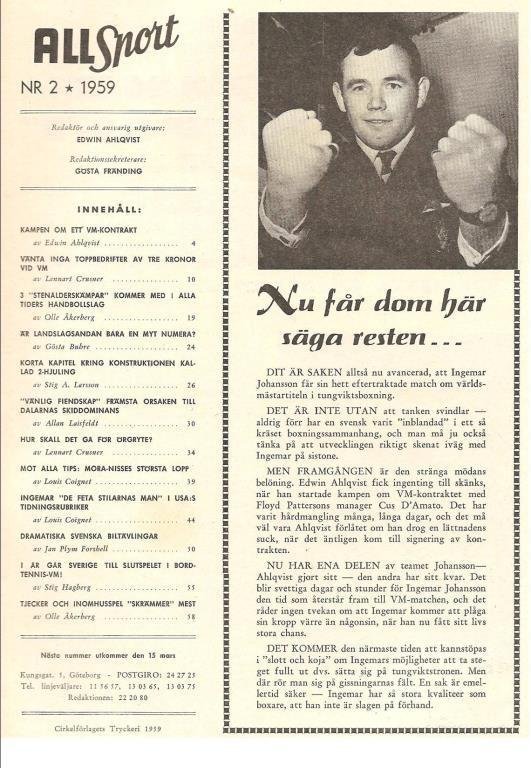 ALLSport
NR 2 ★ 1959
Redaktör och ansvarig utgivare:
EDWIN AHLQVIST
Redaktionssekreterare:
GÖSTA FRÄNDING
INNEHÅLL:
KAMPEN OM ETT VM-KONTRAKT
av Edwin Ahlqvist .................. 4
VÄNTA INGA TOPPBEDRIFTER AV TRE KRONOR
VID VM
av Lennart Crusner ................ 10
3 "STENÅLDERSKÄMPAR" KOMMER MED I ALLA
TIDERS HANDBOLLSLAG
av Olle Åkerberg .................. 19
ÄR LANDSLAGSANDAN BARA EN MYT NUMERA?
av Gösta Buhre .................... 24
KORTA KAPITEL KRING KONSTRUKTIONEN KAL-
LAD 2-HJULING
av Stig A. Larsson ................ 26
"VÄNLIG FIENDSKAP" FRÄMSTA ORSAKEN TILL
DALARNAS SKIDDOMINANS
av Allan Laisfeldt ................ 30
HUR SKALL DET GÅ FÖR ÖRGRYTE?
av Lennart Crusner ................ 34
MOT ALLA TIPS: MORA-NISSES STÖRSTA LOPP
av Louis Coignet .................. 39
INGEMAR "DE FETA STILARNAS MAN" I USA:S
TIDNINGSRUBRIKER
av Louis Coignet .................. 44
DRAMATISKA SVENSKA BILTÄVLINGAR
av Jan Plym Forshell .............. 50
I ÅR GÅR SVERIGE TILL SLUTSPELET I BORD-
TENNIS-VM!
av Stig Hagberg ................... 55
TJECKER OCH INOMHUSSPEL "SKRÄMMER" MEST
av Olle Åkerberg .................. 58
Nästa nummer utkommer den 15 mars
Kungsgat. 5, Göteborg - POSTGIRO: 24 27 25
Tel. linjeväljare: 11 56 57, 13 03 65, 13 03 75
Redaktionen: 22 20 80
Cirkelförlagets Tryckeri 1959
Nu får dom här
säga resten...
DIT ÄR SAKEN alltså nu avancerad, att Ingemar
Johansson får sin hett eftertraktade match om världs-
mästartiteln i tungviktsboxning.
DET ÄR INTE UTAN att tanken svindlar —
aldrig förr har en svensk varit "inblandad" i ett så
kräset boxningssammanhang, och man må ju också
tänka på att utvecklingen riktigt skenat iväg med
Ingemar på sistone.
MEN FRAMGÅNGEN är den stränga mödans
belöning. Edwin Ahlqvist fick ingenting till skänks,
när han startade kampen om VM-kontraktet med
Floyd Pattersons manager Cus D'Amato. Det har
varit hårdmangling många, långa dagar, och det må
väl vara Ahlqvist förlåtet om han drog en lättnadens
suck, när det äntligen kom till signering av kon-
trakten.
NU HAR ENA DELEN av teamet Johansson—
Ahlqvist gjort sitt — den andra har sitt kvar. Det
blir svettiga dagar och stunder för Ingemar Johansson
den tid som återstår fram till VM-matchen, och det
råder ingen tvekan om att Ingemar kommer att plåga
sin kropp värre än någonsin, när han nu fått sitt livs
stora chans.
DET KOMMER den närmaste tiden att kannstöpas
i "slott och koja" om Ingemars möjligheter att ta ste-
get fullt ut dvs. sätta sig på tungviktstronen. Men
där rör man sig på gissningarnas fält. En sak är emel-
lertid säker — Ingemar har så stora kvaliteer som
boxare, att han inte är slagen på förhand.